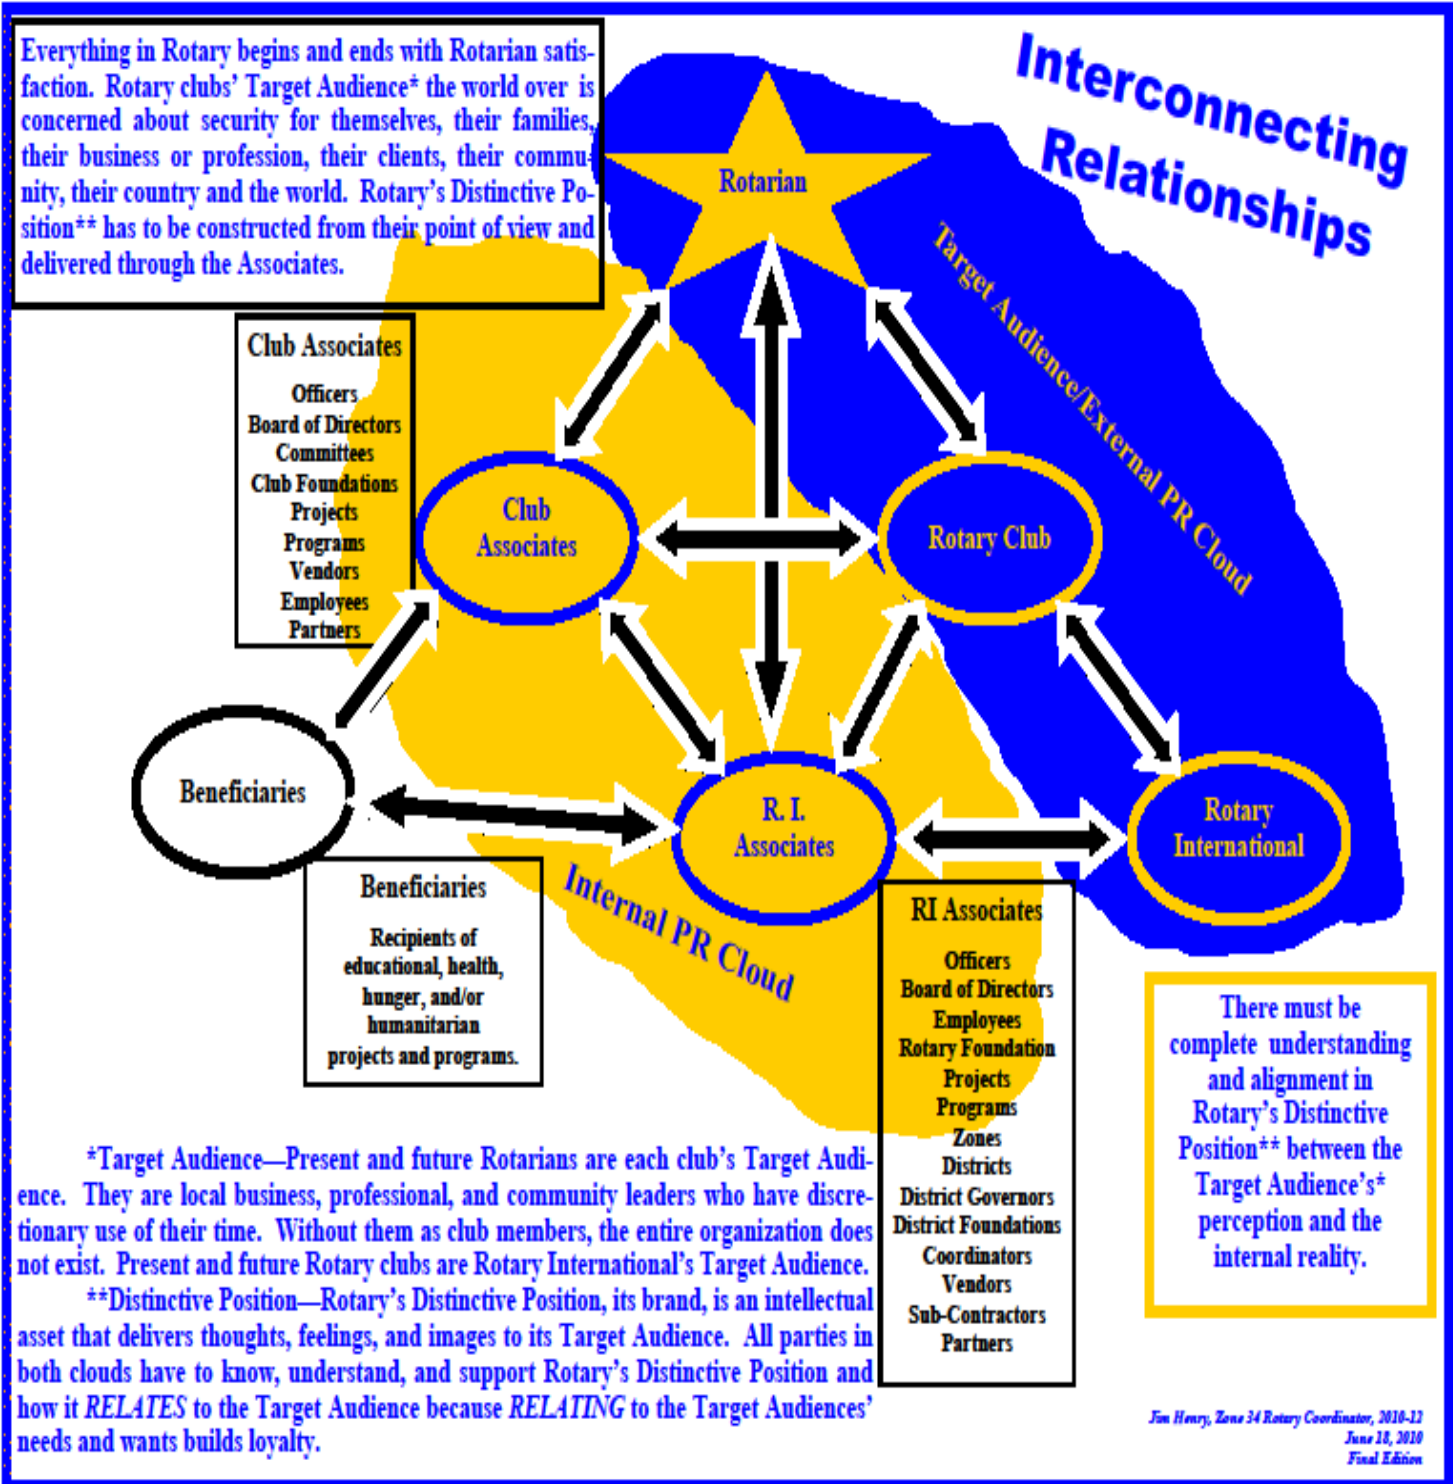 Everything in Rotary begins and ends with Rotarian satis-
faction.  Rotary clubs' Target Audience* the world over is
concerned about security for themselves, their families,
their business or profession, their clients, their commu-
nity, their country and the world.  Rotary's Distinctive Po-
sition** has to be constructed from their point of view and
delivered through the Associates.
Interconnecting
Relationships
Rotarian
Target Audience/External PR Cloud
Club Associates
Officers
Board of Directors
Committees
Club Foundations
Projects
Programs
Vendors
Employees
Partners
Club
Associates
Rotary Club
Beneficiaries
R. I.
Associates
Rotary
International
Internal PR Cloud
Beneficiaries
Recipients of
educational, health,
hunger, and/or
humanitarian
projects and programs.
RI Associates
Officers
Board of Directors
Employees
Rotary Foundation
Projects
Programs
Zones
Districts
District Governors
District Foundations
Coordinators
Vendors
Sub-Contractors
Partners
There must be
complete understanding
and alignment in
Rotary's Distinctive
Position** between the
Target Audience's*
perception and the
internal reality.
*Target Audience—Present and future Rotarians are each club's Target Audi-
ence.  They are local business, professional, and community leaders who have discre-
tionary use of their time.  Without them as club members, the entire organization does
not exist.  Present and future Rotary clubs are Rotary International's Target Audience.
**Distinctive Position—Rotary's Distinctive Position, its brand, is an intellectual
asset that delivers thoughts, feelings, and images to its Target Audience.  All parties in
both clouds have to know, understand, and support Rotary's Distinctive Position and
how it RELATES to the Target Audience because RELATING to the Target Audiences'
needs and wants builds loyalty.
Jim Henry, Zone 34 Rotary Coordinator, 2010-12
June 18, 2010
Final Edition